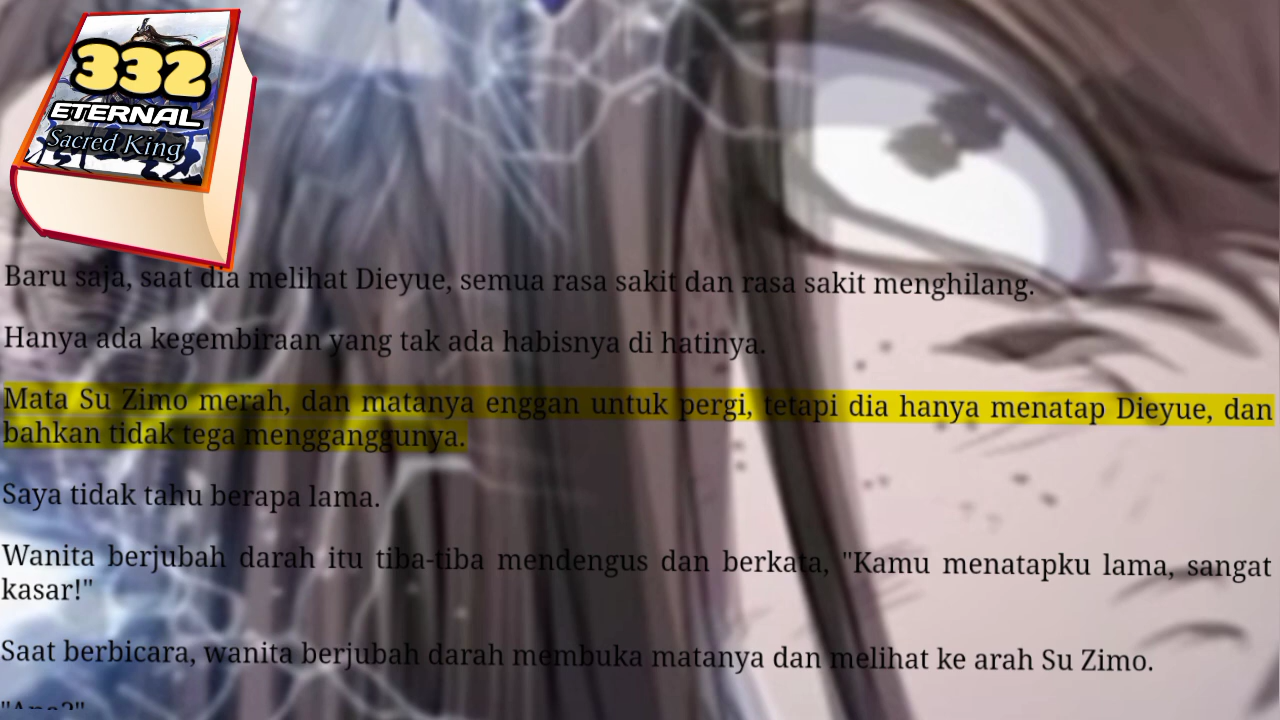 332
ETERNAL
Sacred King
Baru saja, saat dia melihat Dieyue, semua rasa sakit dan rasa sakit menghilang.
Hanya ada kegembiraan yang tak ada habisnya di hatinya.
Mata Su Zimo merah, dan matanya enggan untuk pergi, tetapi dia hanya menatap Dieyue, dan
bahkan tidak tega mengganggunya.
Saya tidak tahu berapa lama.
Wanita berjubah darah itu tiba-tiba mendengus dan berkata, "Kamu menatapku lama, sangat
kasar!"
Saat berbicara, wanita berjubah darah membuka matanya dan melihat ke arah Su Zimo.